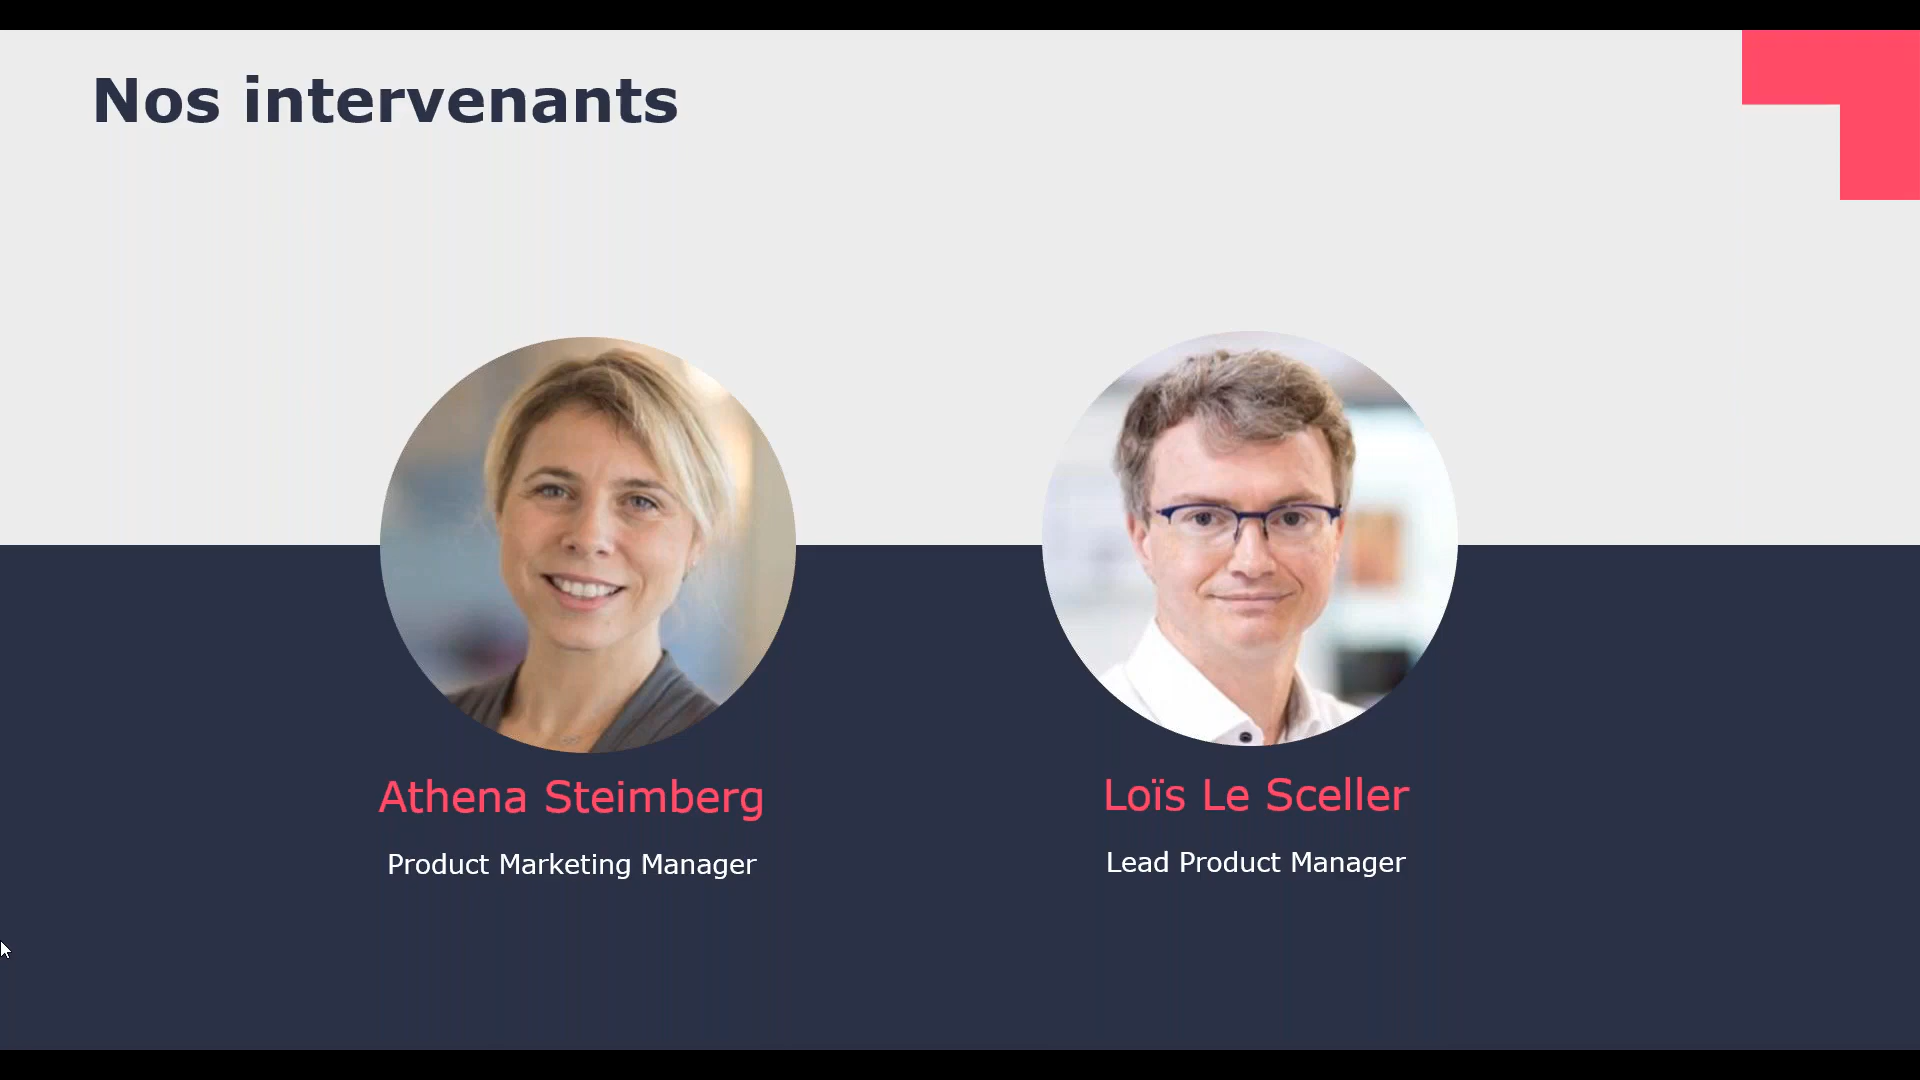 Nos intervenants
Athena Steimberg
Product Marketing Manager
Loïs Le Sceller
Lead Product Manager